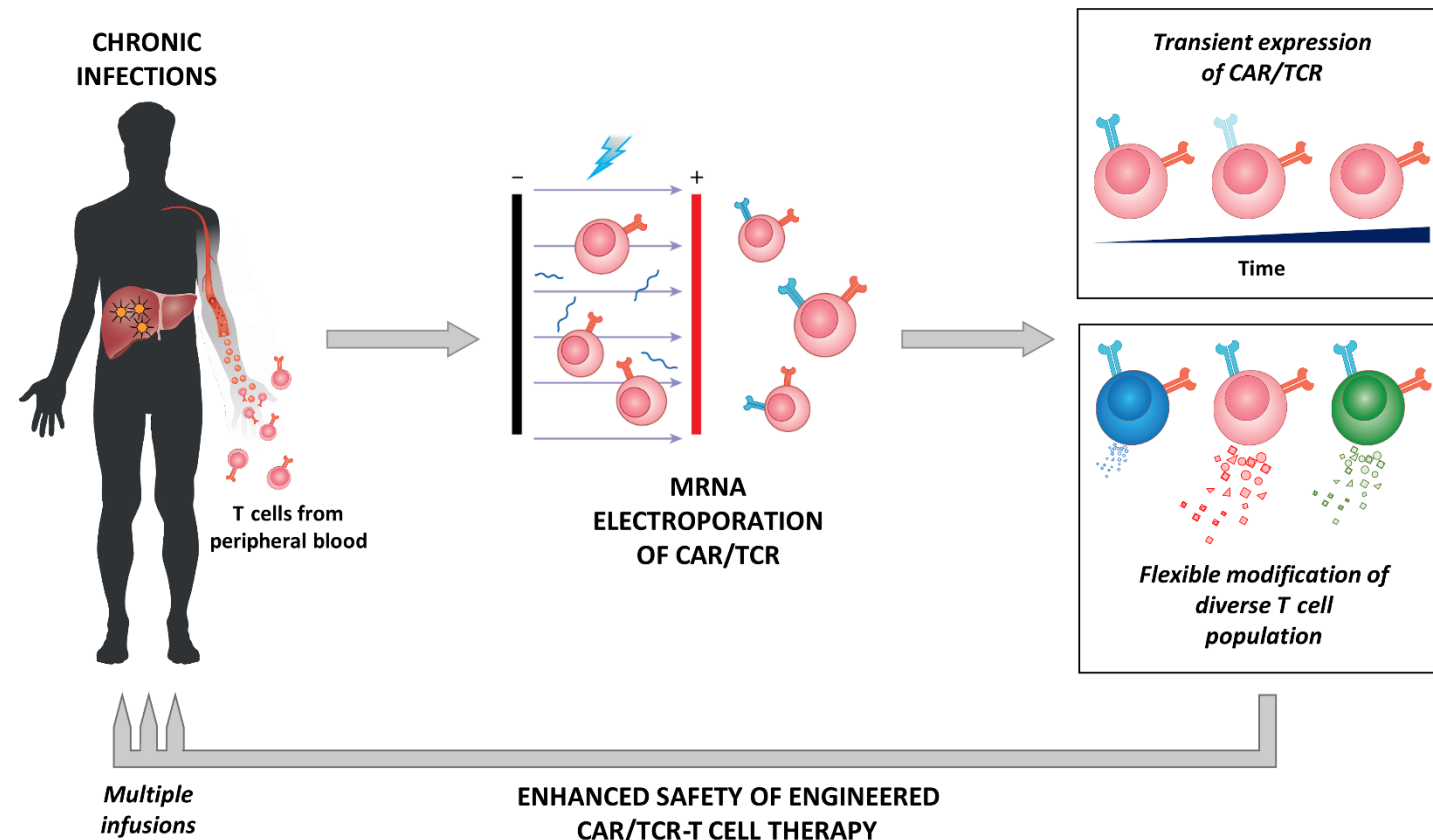 CHRONIC
INFECTIONS
T cells from
peripheral blood
−
+
MRNA
ELECTROPORATION
OF CAR/TCR
Transient expression
of CAR/TCR
Time
Flexible modification of
diverse T cell
population
Multiple
infusions
ENHANCED SAFETY OF ENGINEERED
CAR/TCR-T CELL THERAPY